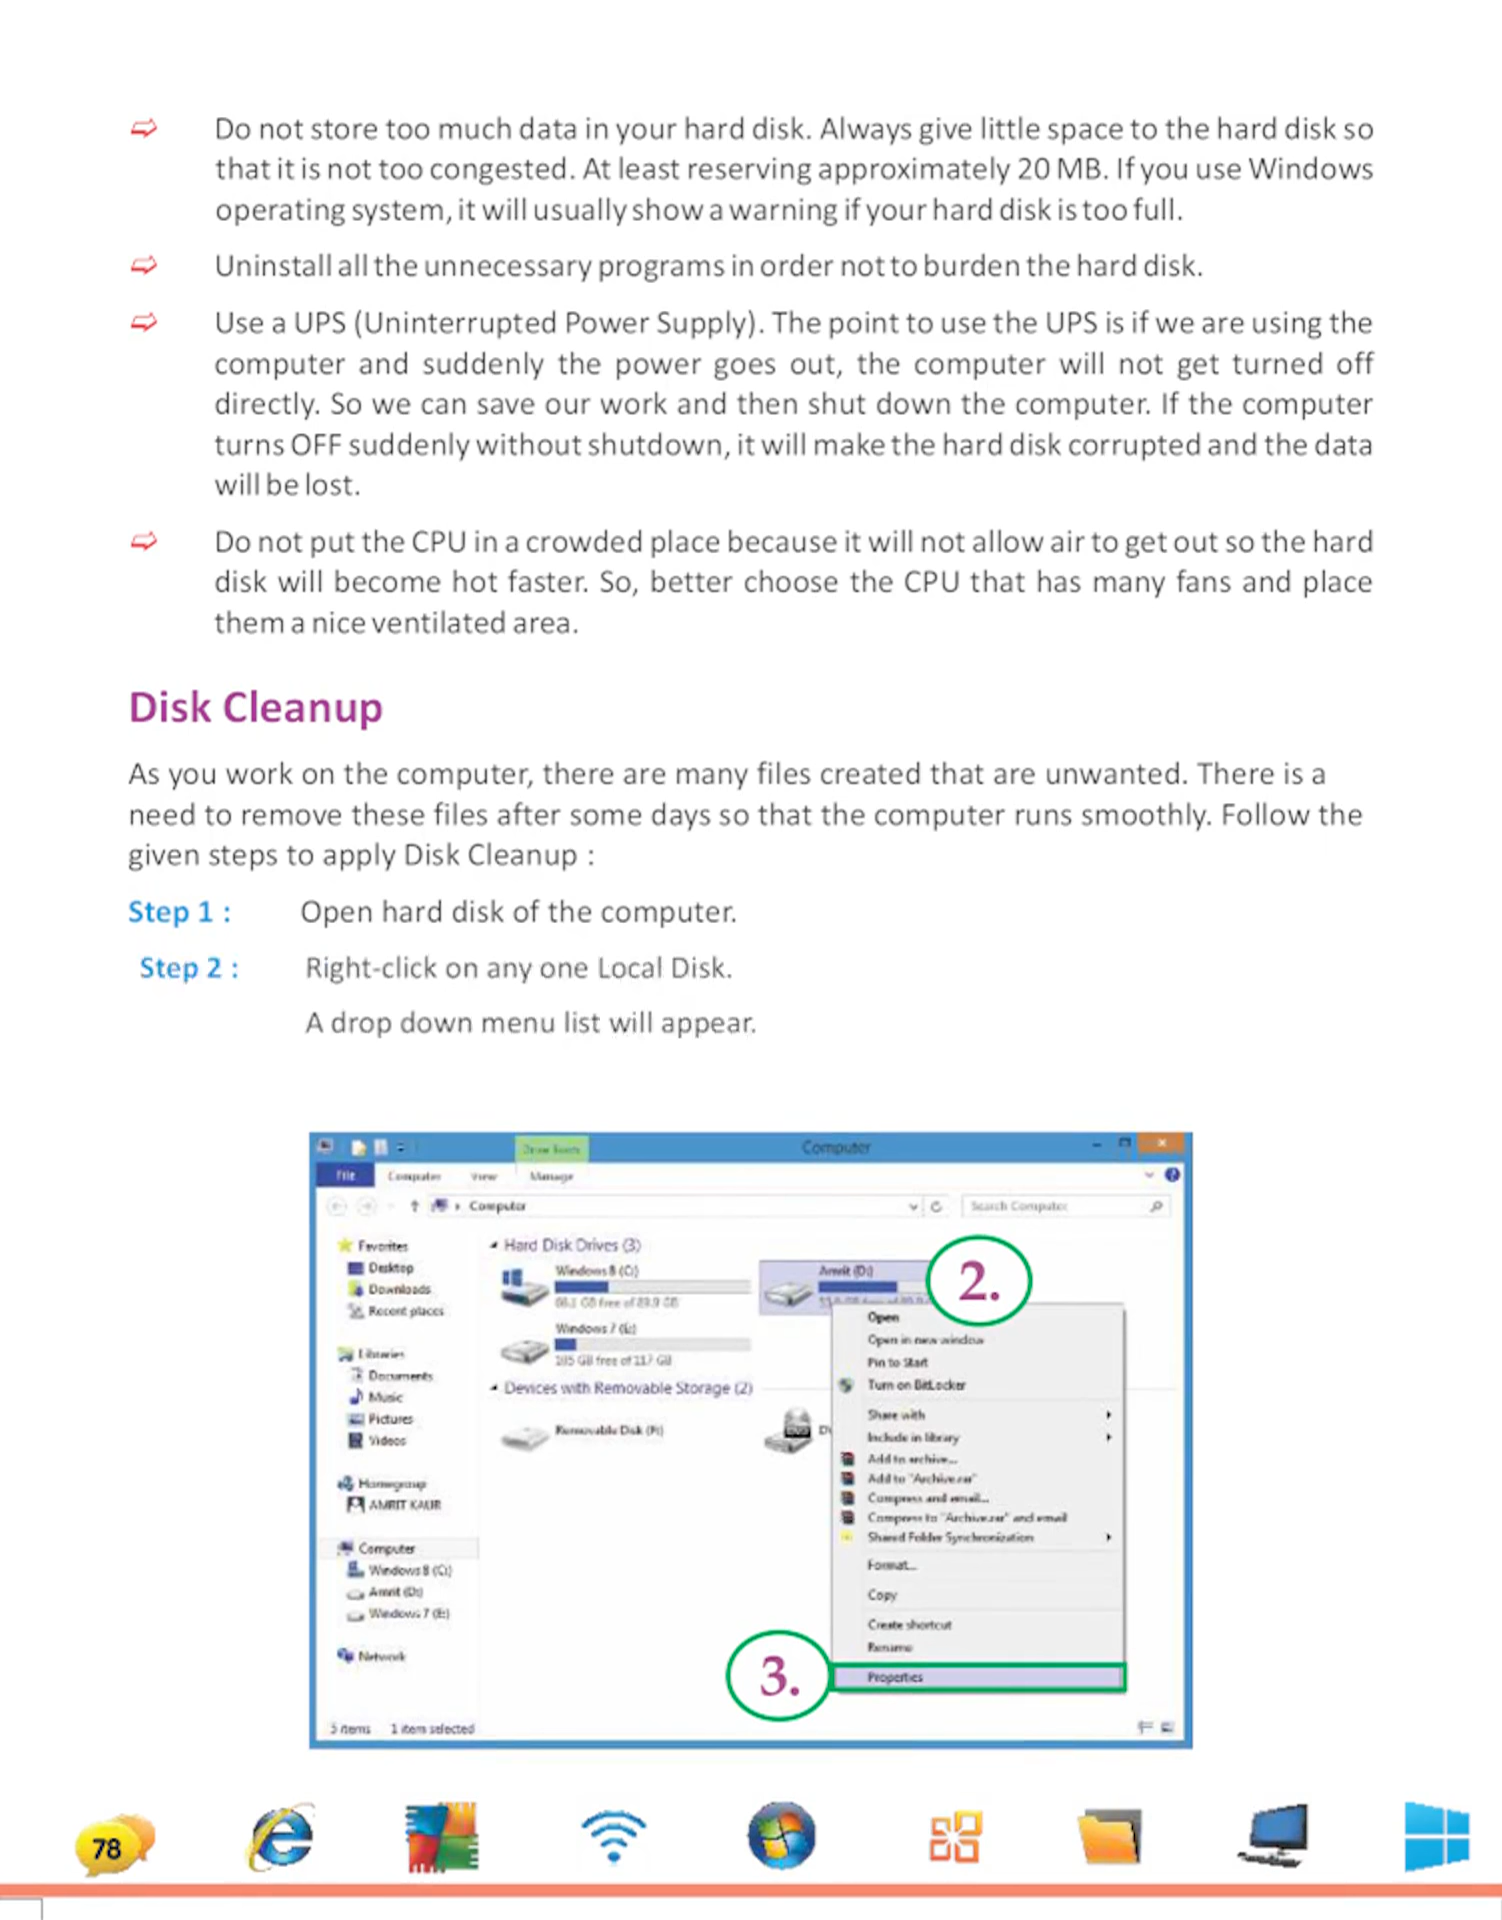 Do not store too much data in your hard disk. Always give little space to the hard disk so
that it is not too congested. At least reserving approximately 20 MB. If you use Windows
operating system, it will usually show a warning if your hard disk is too full.
Uninstall all the unnecessary programs in order not to burden the hard disk.
Use a UPS (Uninterrupted Power Supply). The point to use the UPS is if we are using the
computer and suddenly the power goes out, the computer will not get turned off
directly. So we can save our work and then shut down the computer. If the computer
turns OFF suddenly without shutdown, it will make the hard disk corrupted and the data
will be lost.
Do not put the CPU in a crowded place because it will not allow air to get out so the hard
disk will become hot faster. So, better choose the CPU that has many fans and place
them a nice ventilated area.
Disk Cleanup
As you work on the computer, there are many files created that are unwanted. There is a
need to remove these files after some days so that the computer runs smoothly. Follow the
given steps to apply Disk Cleanup :
Step 1 : Open hard disk of the computer.
Step 2 : Right-click on any one Local Disk.
A drop down menu list will appear.
Computer
File Computer View Manage
Computer
Search Computer
Favorites
Desktop
Downloads
Recent places
Libraries
Documents
Music
Pictures
Videos
Homegroup
AMRIT KAUR
Computer
Windows 8 (C:)
Amrit (D:)
Windows 7 (E:)
Network
5 items 1 item selected
Hard Disk Drives (3)
Windows 8 (C:)
GB free of 89.9 GB
Windows 7 (E:)
105 GB free of 117 GB
Amrit (D:)
Devices with Removable Storage (2)
Removable Disk (F:)
2.
Open
Open in new window
Pin to Start
Turn on BitLocker
Share with
Include in library
Add to archive...
Add to "Archive.rar"
Compress and email...
Compress to "Archive.rar" and email
Shared Folder Synchronization
Format...
Copy
Create shortcut
Rename
Properties
3.
78